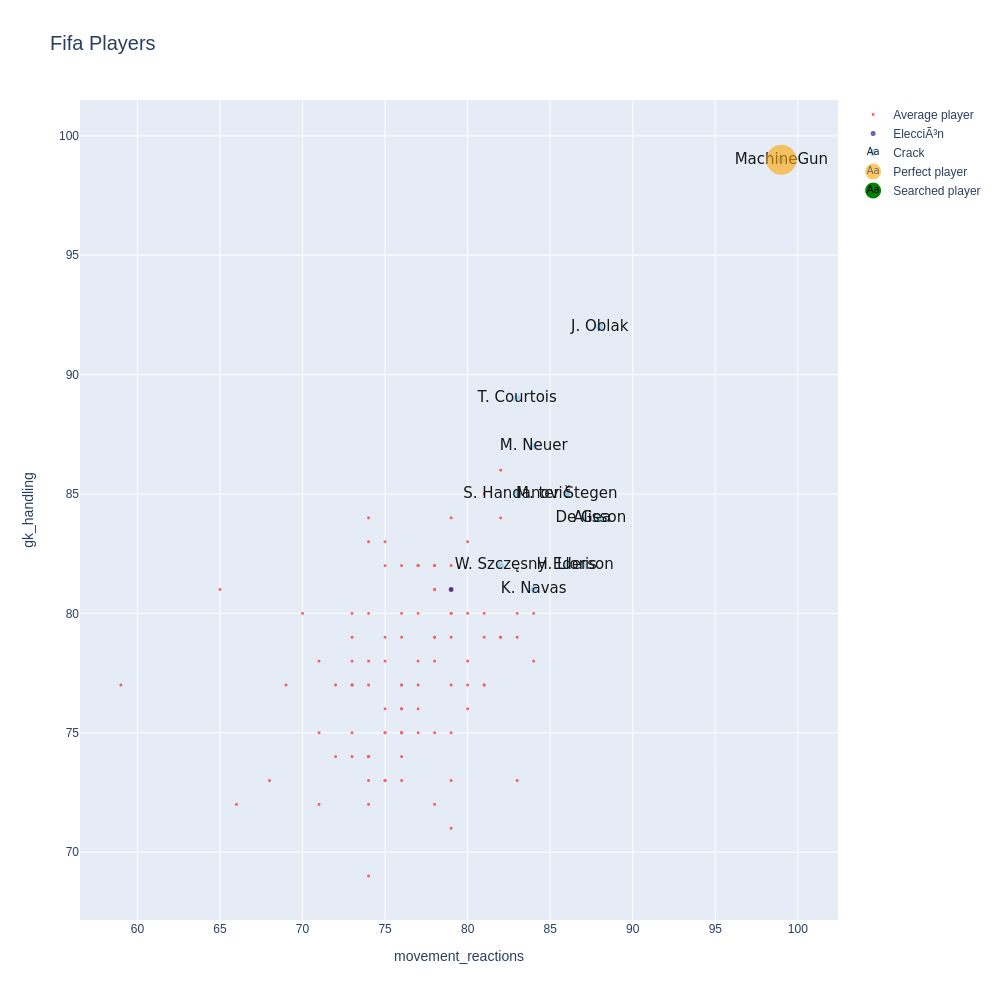 Fifa Players
Average player
ElecciÃ³n
Aa Crack
Aa Perfect player
Aa Searched player
gk_handling
100
95
90
85
80
75
70
MachineGun
J. Oblak
T. Courtois
M. Neuer
S. Handanovič M. ter Stegen
De Gea Alisson
W. Szczęsny H. Lloris Ederson
K. Navas
60 65 70 75 80 85 90 95 100
movement_reactions